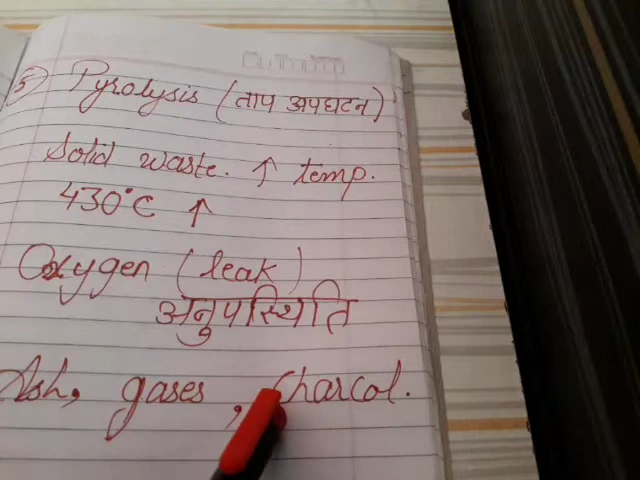 5 Pyrolysis (ताप अपघटन)
Solid waste. ↑ temp.
430°C ↑
Oxygen (leak)
अनुपस्थिति
Ash, gases, Charcol.